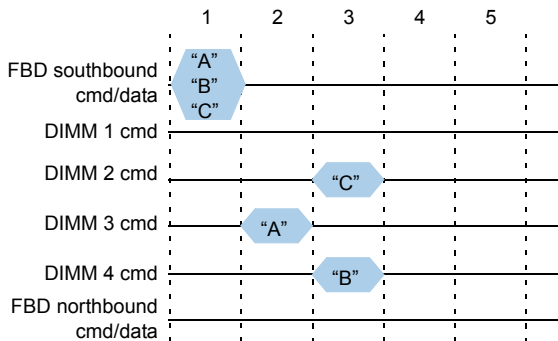 1 2 3 4 5
FBD southbound
cmd/data
“A”
“B”
“C”
DIMM 1 cmd
DIMM 2 cmd
“C”
DIMM 3 cmd
“A”
DIMM 4 cmd
“B”
FBD northbound
cmd/data